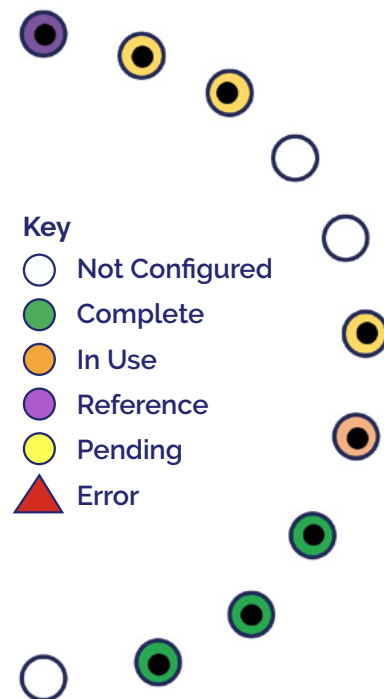 Key
Not Configured
Complete
In Use
Reference
Pending
Error